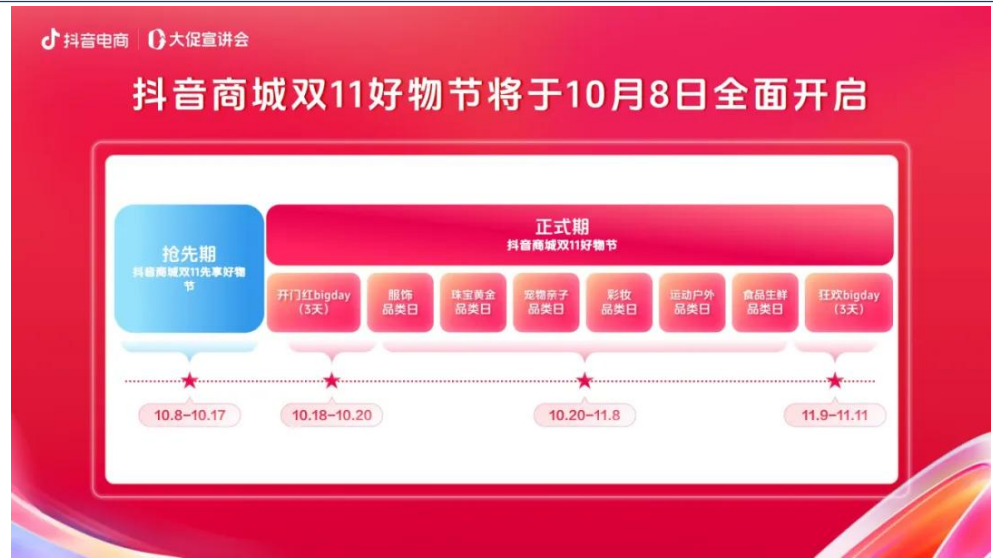 抖音电商 大促宣讲会
抖音商城双11好物节将于10月8日全面开启
抢先期
抖音商城双11先享好物
节
正式期
抖音商城双11好物节
开门红bigday
(3天)
服饰
品类日
珠宝黄金
品类日
宠物亲子
品类日
彩妆
品类日
运动户外
品类日
食品生鲜
品类日
狂欢bigday
(3天)
10.8-10.17
10.18-10.20
10.20-11.8
11.9-11.11